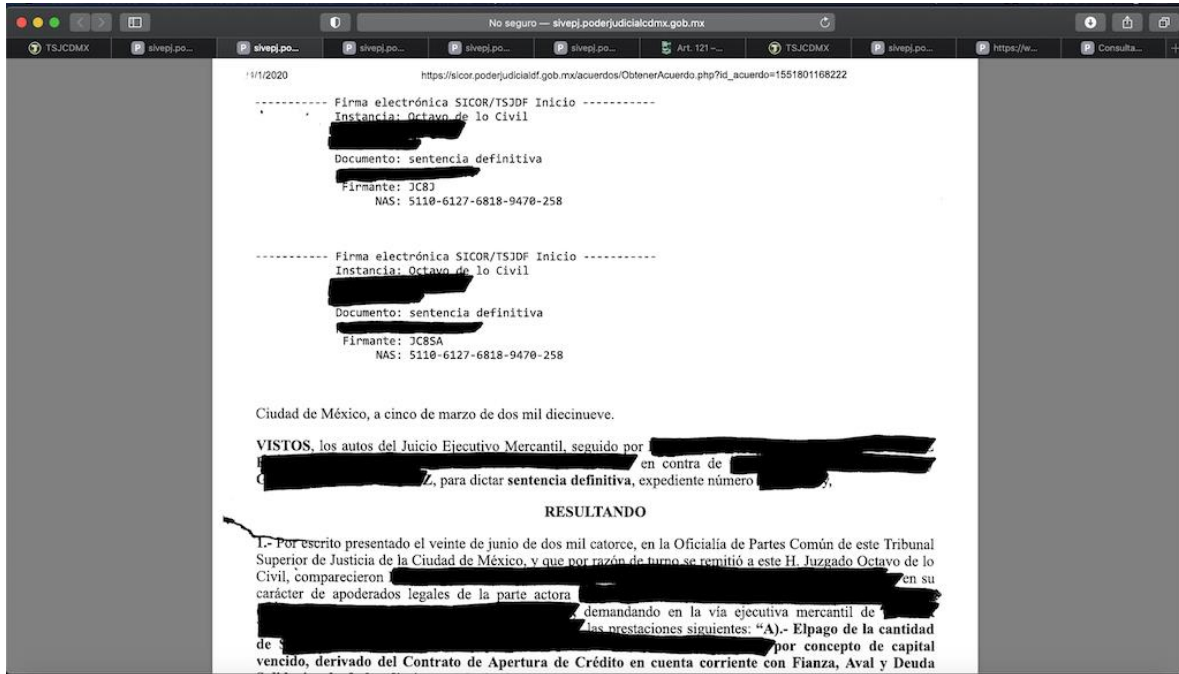 No seguro — sivepj.poderjudicialcdmx.gob.mx
TSJCDMX sivepj.po... sivepj.po... sivepj.po... sivepj.po... sivepj.po... Art. 121 –... TSJCDMX sivepj.po... https://w... Consulta...
/1/2020 https://sicor.poderjudicialdf.gob.mx/acuerdos/ObtenerAcuerdo.php?id_acuerdo=1551801168222
----------- Firma electrónica SICOR/TSJDF Inicio -----------
Instancia: Octavo de lo Civil
Documento: sentencia definitiva
Firmante: JC8J
NAS: 5110-6127-6818-9470-258
----------- Firma electrónica SICOR/TSJDF Inicio -----------
Instancia: Octavo de lo Civil
Documento: sentencia definitiva
Firmante: JC8SA
NAS: 5110-6127-6818-9470-258
Ciudad de México, a cinco de marzo de dos mil diecinueve.
VISTOS, los autos del Juicio Ejecutivo Mercantil, seguido por
en contra de
Z, para dictar sentencia definitiva, expediente número
RESULTANDO
1.- Por escrito presentado el veinte de junio de dos mil catorce, en la Oficialía de Partes Común de este Tribunal
Superior de Justicia de la Ciudad de México, y que por razón de turno se remitió a este H. Juzgado Octavo de lo
Civil, comparecieron en su
carácter de apoderados legales de la parte actora
, demandando en la vía ejecutiva mercantil de
las prestaciones siguientes: “A).- Elpago de la cantidad
de por concepto de capital
vencido, derivado del Contrato de Apertura de Crédito en cuenta corriente con Fianza, Aval y Deuda